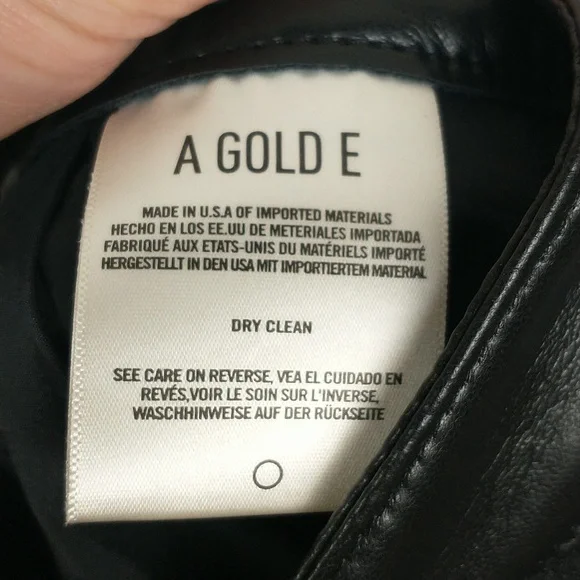 A GOLD E
MADE IN U.S.A OF IMPORTED MATERIALS
HECHO EN LOS EE.UU DE METERIALES IMPORTADA
FABRIQUÉ AUX ETATS-UNIS DU MATÉRIELS IMPORTÉ
HERGESTELLT IN DEN USA MIT IMPORTIERTEM MATERIAL
DRY CLEAN
SEE CARE ON REVERSE, VEA EL CUIDADO EN
REVÉS,VOIR LE SOIN SUR L'INVERSE,
WASCHHINWEISE AUF DER RÜCKSEITE